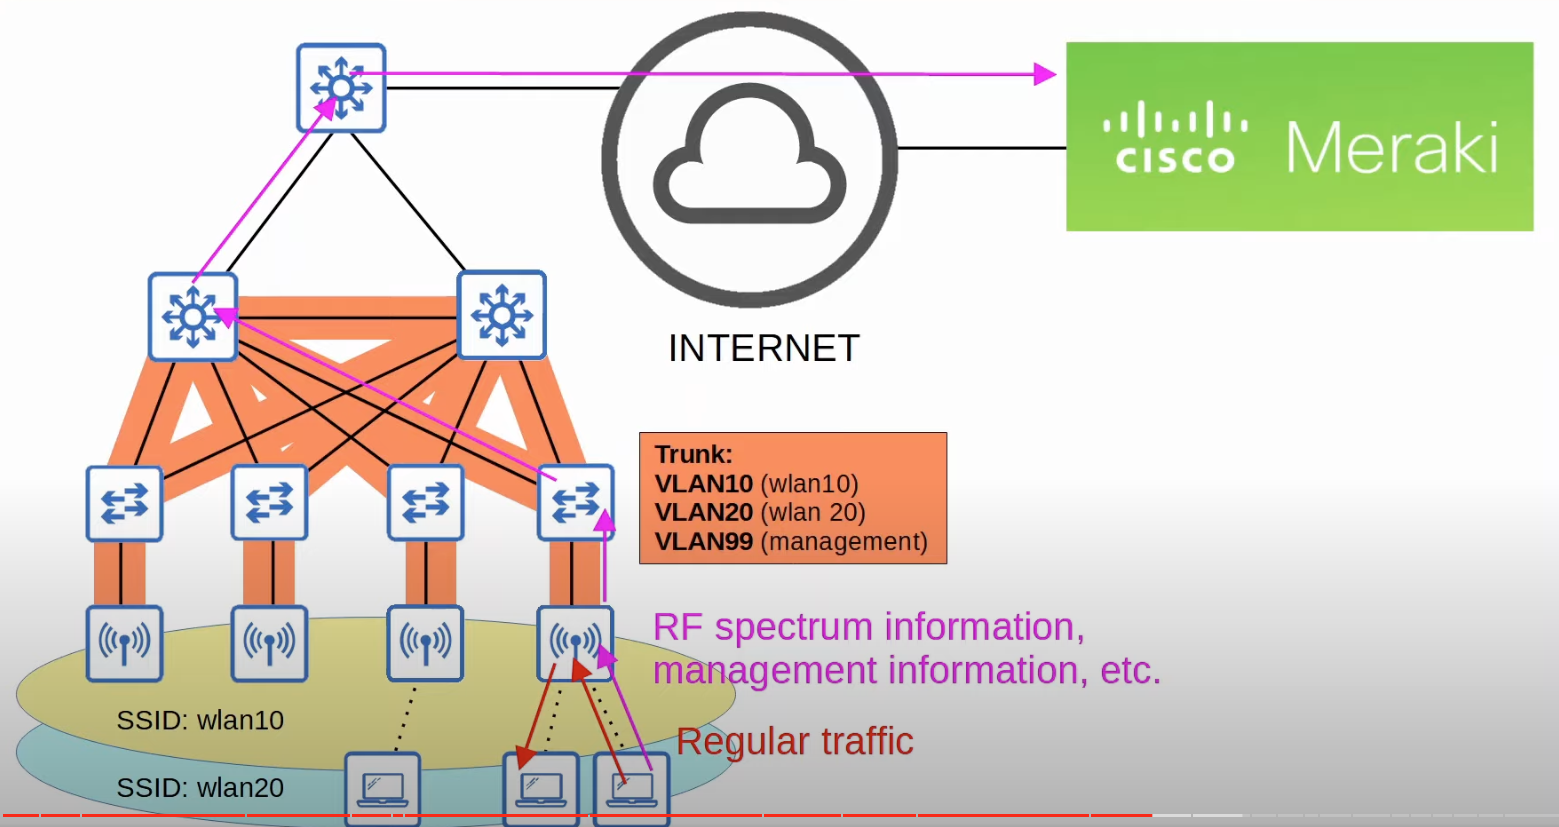 CISCO Meraki
INTERNET
Trunk:
VLAN10 (wlan10)
VLAN20 (wlan 20)
VLAN99 (management)
RF spectrum information,
management information, etc.
SSID: wlan10
Regular traffic
SSID: wlan20